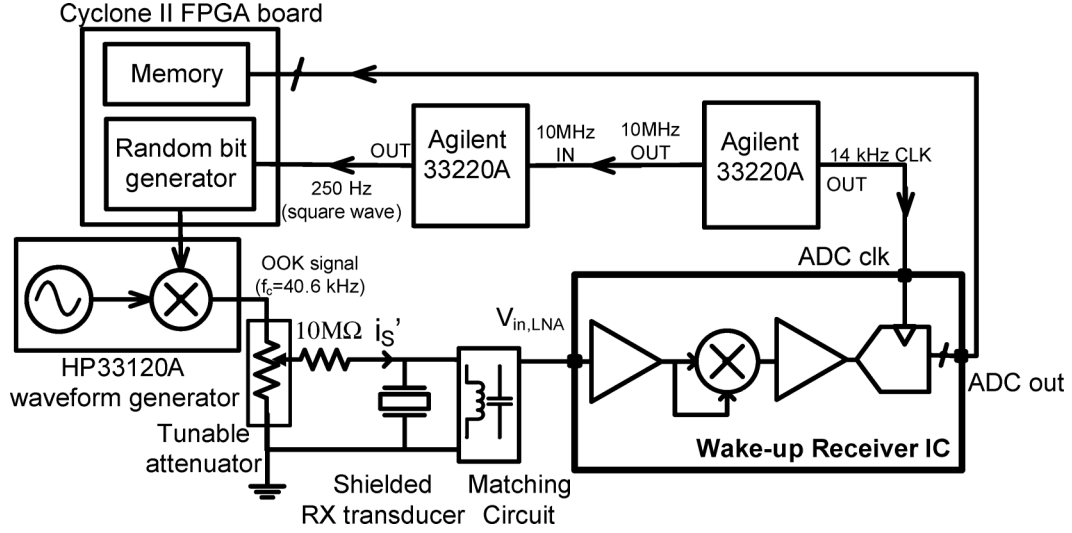 Cyclone II FPGA board
Memory
Random bit
generator
OUT
250 Hz
(square wave)
Agilent
33220A
10MHz
IN
10MHz
OUT
Agilent
33220A
14 kHz CLK
OUT
ADC clk
OOK signal
(fc=40.6 kHz)
HP33120A
waveform generator
10MΩ
iS'
Vin,LNA
Tunable
attenuator
Shielded
RX transducer
Matching
Circuit
Wake-up Receiver IC
ADC out